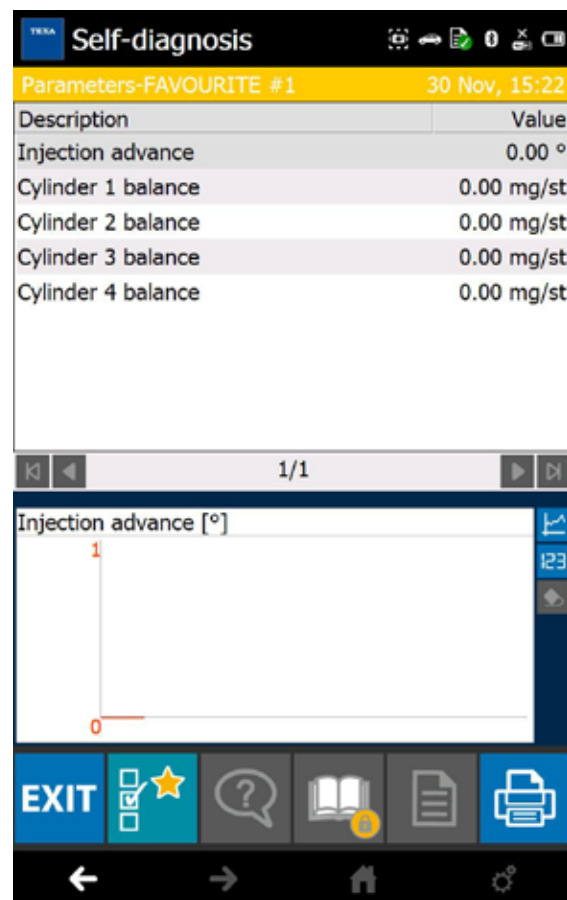 TEXA Self-diagnosis
Parameters-FAVOURITE #1 30 Nov, 15:22
Description Value
Injection advance 0.00 °
Cylinder 1 balance 0.00 mg/st
Cylinder 2 balance 0.00 mg/st
Cylinder 3 balance 0.00 mg/st
Cylinder 4 balance 0.00 mg/st
1/1
Injection advance [°]
1
123
0
EXIT